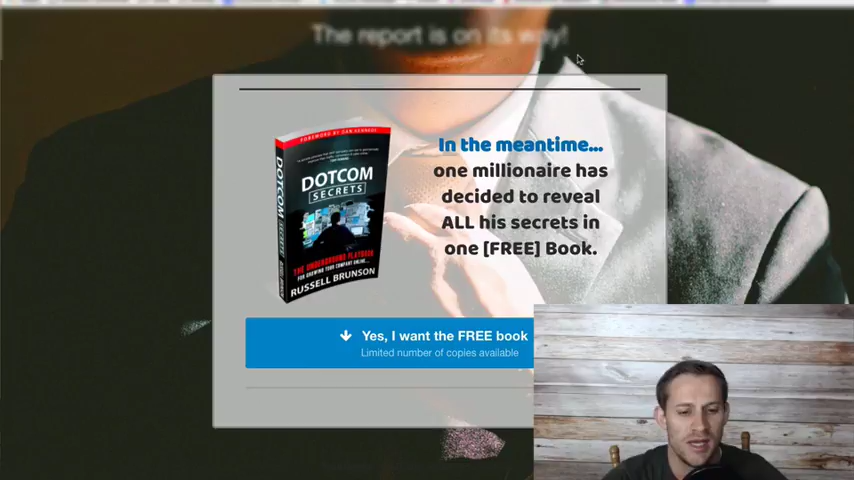 The report is on its way!
FOREWORD BY DAN KENNEDY
DOTCOM
SECRETS
THE UNDERGROUND PLAYBOOK
FOR GROWING YOUR COMPANY ONLINE...
RUSSELL BRUNSON
DOTCOM SECRETS
In the meantime...
one millionaire has
decided to reveal
ALL his secrets in
one [FREE] Book.
Yes, I want the FREE book
Limited number of copies available